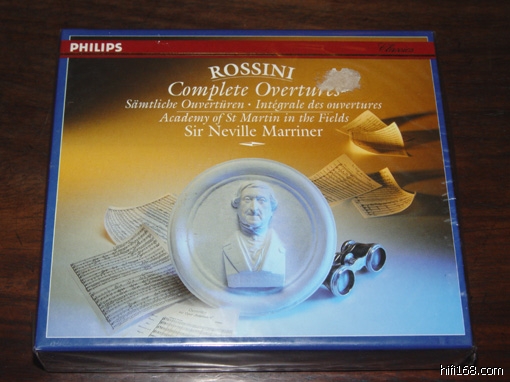 PHILIPS
Classics
ROSSINI
Complete Overtures
Sämtliche Ouvertüren · Intégrale des ouvertures
Academy of St Martin in the Fields
Sir Neville Marriner
hifi168.com